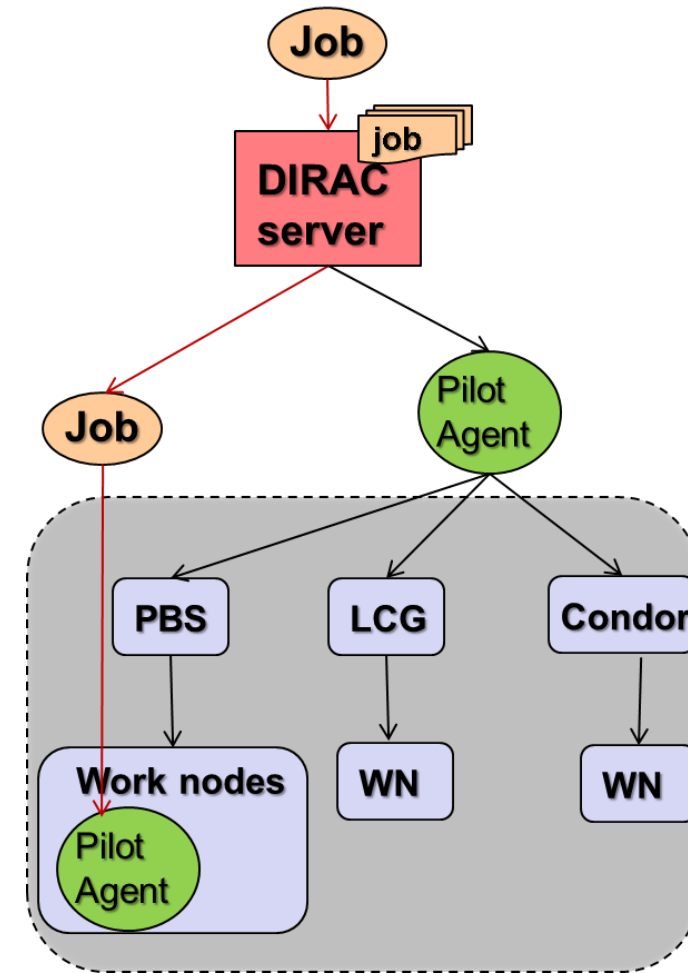 Job
job
DIRAC
server
Pilot
Agent
Job
PBS
LCG
Condor
Work nodes
WN
WN
Pilot
Agent